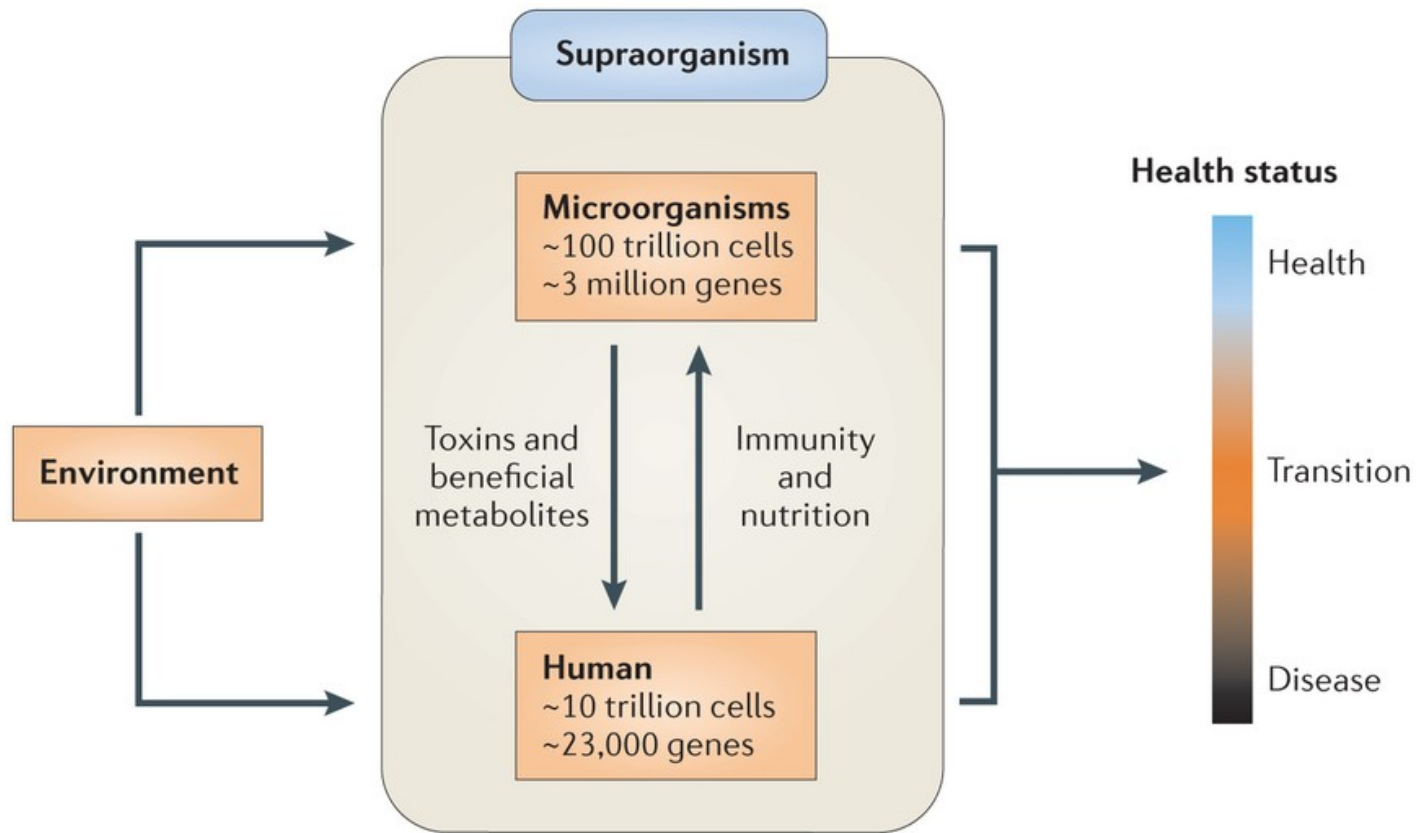 Supraorganism
Microorganisms
~100 trillion cells
~3 million genes
Environment
Toxins and
beneficial
metabolites
Immunity
and
nutrition
Human
~10 trillion cells
~23,000 genes
Health status
Health
Transition
Disease